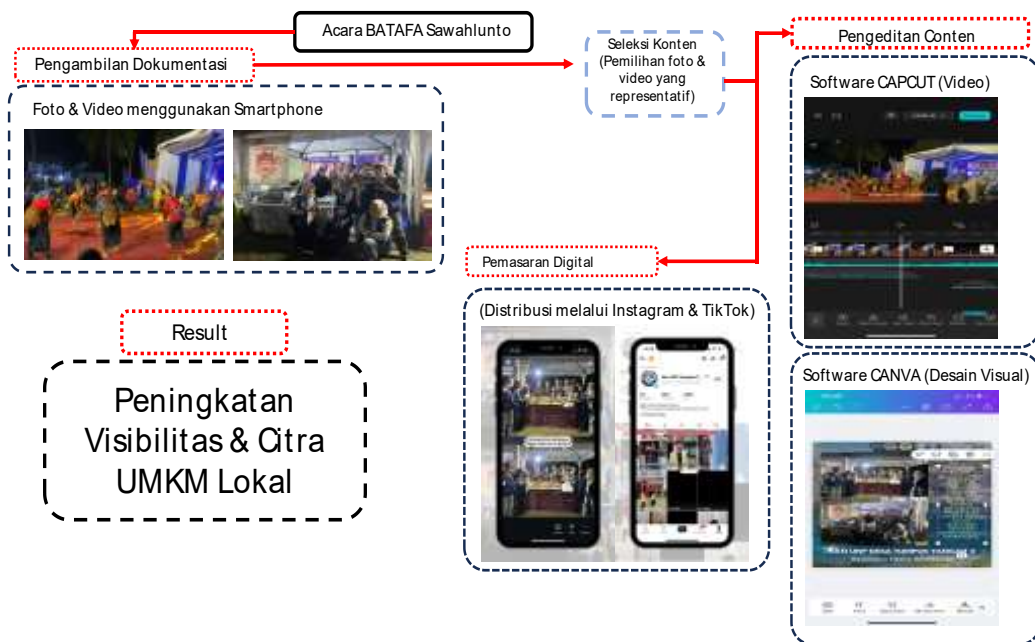 Acara BATAFA Sawahlunto
Pengambilan Dokumentasi
Foto & Video menggunakan Smartphone
Seleksi Konten
(Pemilihan foto &
video yang
representatif)
Pengeditan Conten
Software CAPCUT (Video)
Software CANVA (Desain Visual)
Pemasaran Digital
(Distribusi melalui Instagram & TikTok)
Result
Peningkatan
Visibilitas & Citra
UMKM Lokal